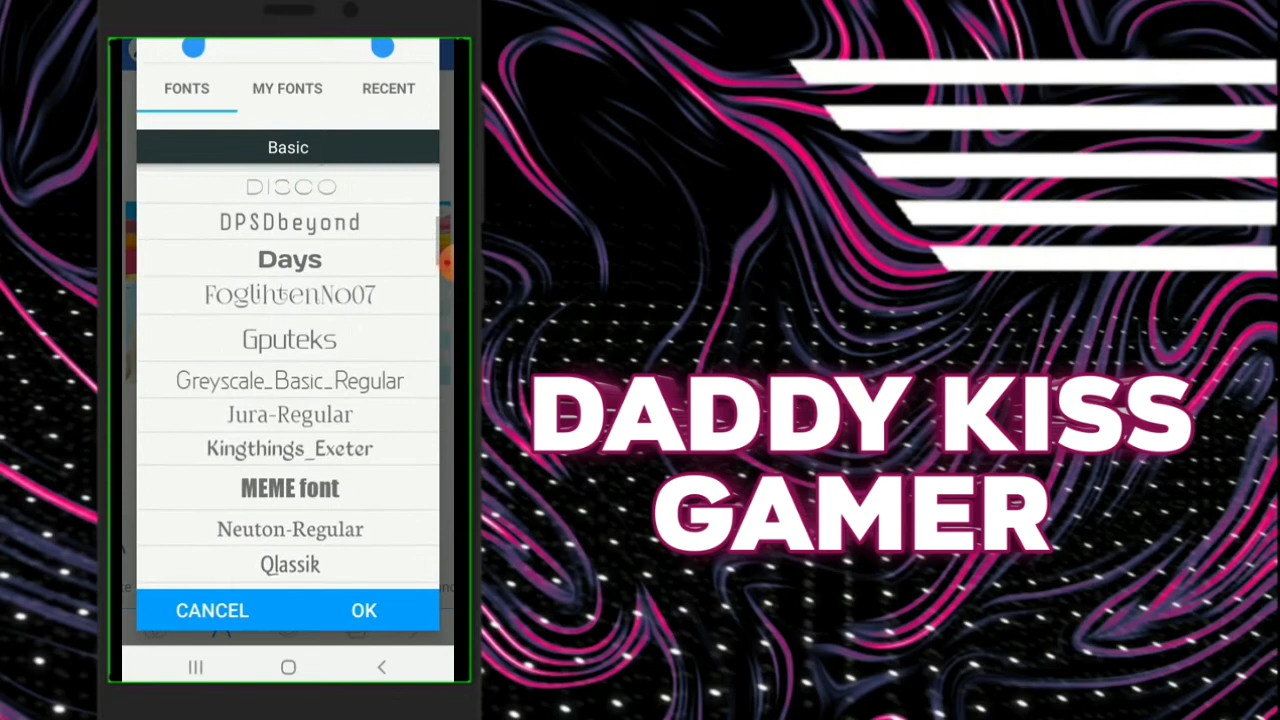 FONTS MY FONTS RECENT
Basic
DISCO
DPSDbeyond
Days
FoglihtenNo07
Gputeks
Greyscale_Basic_Regular
Jura-Regular
Kingthings_Exeter
MEME font
Neuton-Regular
Qlassik
CANCEL OK
DADDY KISS
GAMER